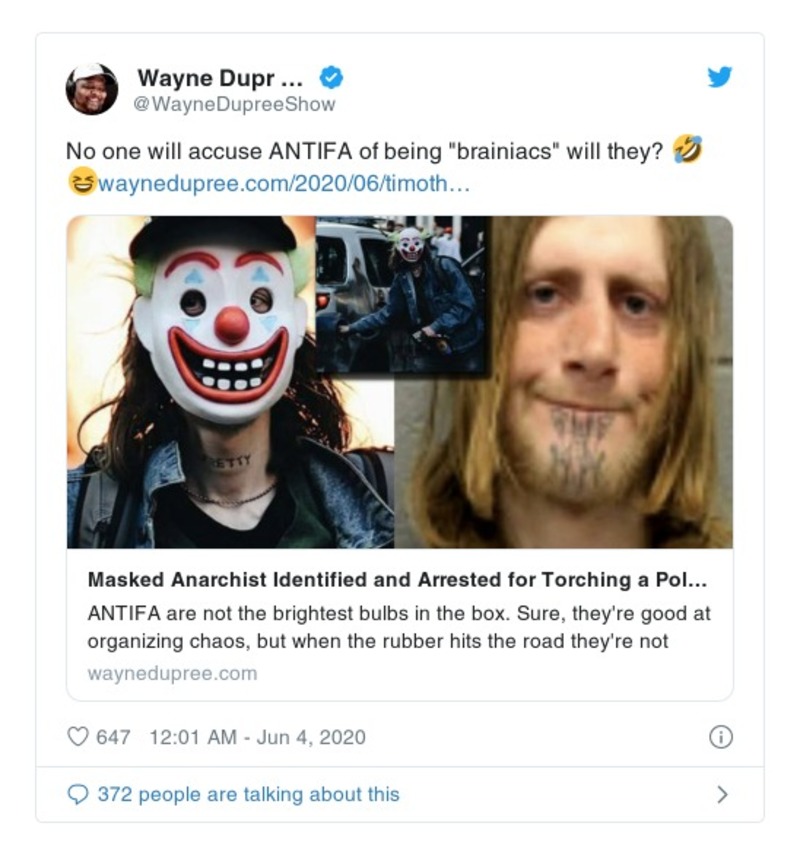 Wayne Dupr ...
@WayneDupreeShow
No one will accuse ANTIFA of being "brainiacs" will they? 🤣
😆waynedupree.com/2020/06/timoth…
RETTY
Masked Anarchist Identified and Arrested for Torching a Pol...
ANTIFA are not the brightest bulbs in the box. Sure, they're good at
organizing chaos, but when the rubber hits the road they're not
waynedupree.com
647 12:01 AM - Jun 4, 2020
372 people are talking about this